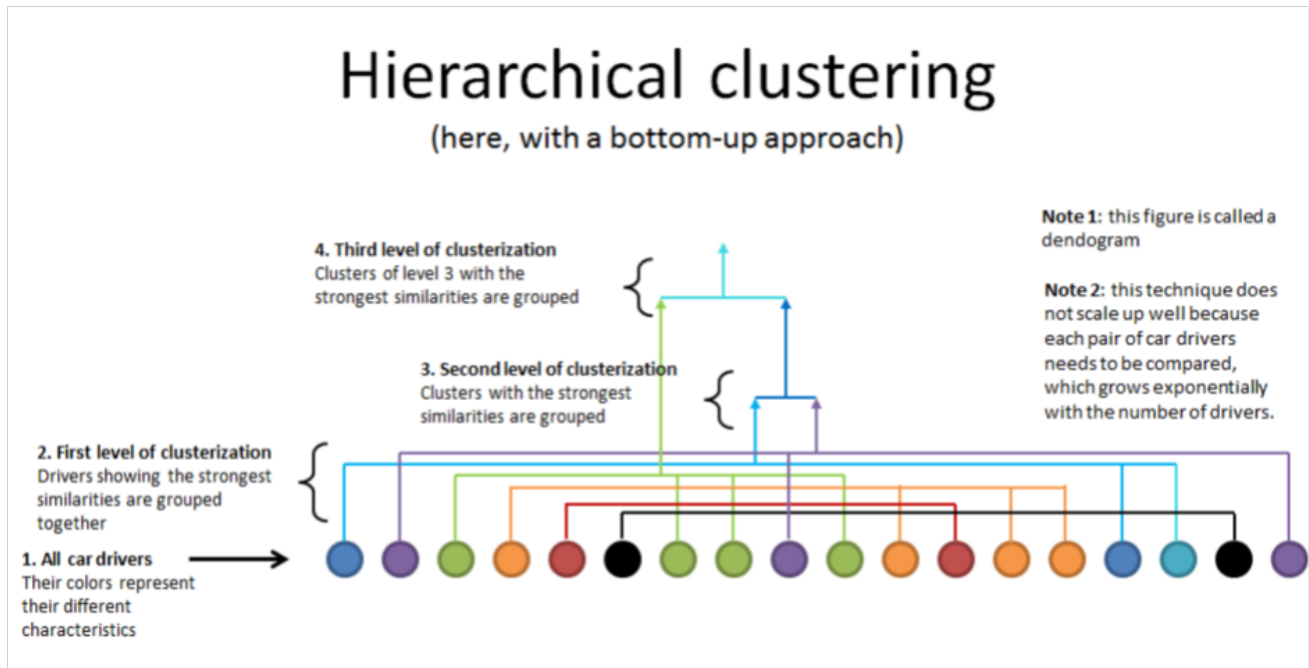 Hierarchical clustering
(here, with a bottom-up approach)
Note 1: this figure is called a
dendogram
4. Third level of clusterization
Clusters of level 3 with the
strongest similarities are grouped
Note 2: this technique does
not scale up well because
each pair of car drivers
needs to be compared,
which grows exponentially
with the number of drivers.
3. Second level of clusterization
Clusters with the strongest
similarities are grouped
2. First level of clusterization
Drivers showing the strongest
similarities are grouped
together
1. All car drivers
Their colors represent
their different
characteristics